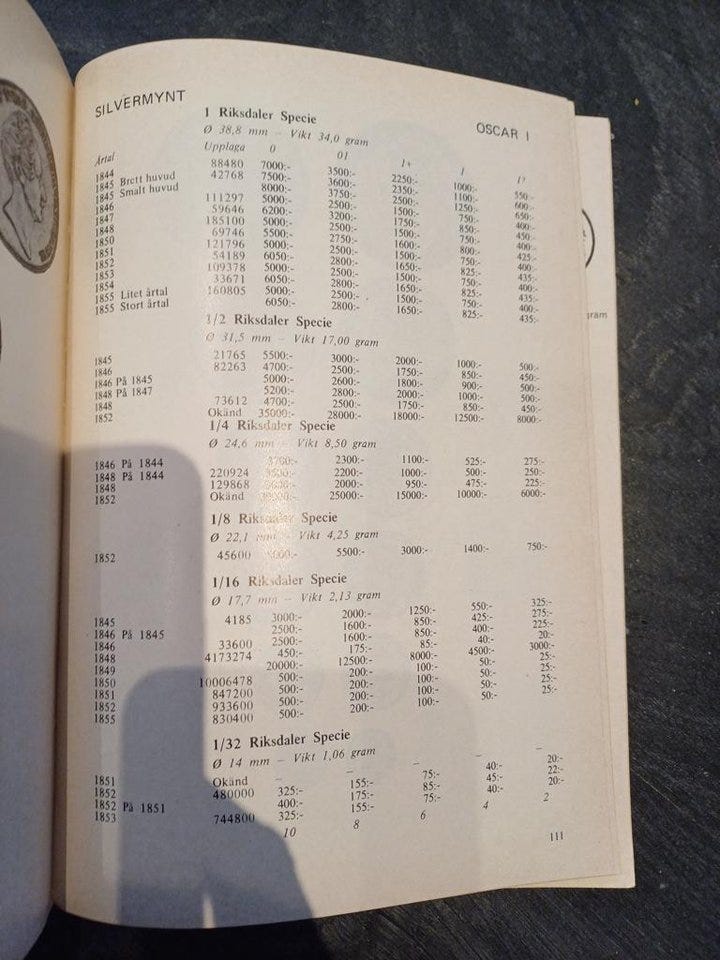 SILVERMYNT
OSCAR I
1 Riksdaler Specie
Ø 38,8 mm – Vikt 34,0 gram
Årtal Upplaga 0 01 1+ 1 1?
1844 88480 7000:- 3500:- 2250:- 1000:- 550:-
1845 Brett huvud 42768 7500:- 3600:- 2350:- 1100:- 600:-
1845 Smalt huvud 8000:- 3750:- 650:-
1846 111297 5000:- 2500:- 1500:- 750:- 400:-
1847 59646 6200:- 3200:- 850:- 450:-
1848 185100 5000:- 2500:- 1500:- 750:- 400:-
1850 69746 5500:- 2750:- 1600:- 800:- 425:-
1851 121796 5000:- 2500:- 1500:- 750:- 400:-
1852 54189 6050:- 2800:- 1650:- 825:- 435:-
1853 109378 5000:- 2500:- 1500:- 750:- 400:-
1854 33671 6050:- 2800:- 1650:- 825:- 435:-
1855 Litet årtal 160805 5000:- 2500:- 1500:- 750:- 400:-
1855 Stort årtal 6050:- 2800:- 1650:- 825:- 435:-
1/2 Riksdaler Specie
Ø 31,5 mm – Vikt 17,00 gram
1845 21765 5500:- 3000:- 2000:- 1000:- 500:-
1846 82263 4700:- 2500:- 1750:- 850:- 450:-
1846 På 1845 5000:- 2600:- 1800:- 900:- 500:-
1848 På 1847 5200:- 2800:- 2000:- 1000:- 500:-
1848 73612 4700:- 2500:- 1750:- 850:- 450:-
1852 Okänd 35000:- 28000:- 18000:- 12500:- 8000:-
1/4 Riksdaler Specie
Ø 24,6 mm – Vikt 8,50 gram
1846 På 1844 3700:- 2300:- 1100:- 525:- 275:-
1848 På 1844 220924 2200:- 1000:- 500:- 250:-
1848 129868 2000:- 950:- 475:- 225:-
1852 Okänd 25000:- 15000:- 10000:- 6000:-
1/8 Riksdaler Specie
Ø 22,1 mm – Vikt 4,25 gram
1852 45600 5500:- 3000:- 1400:- 750:-
1/16 Riksdaler Specie
Ø 17,7 mm – Vikt 2,13 gram
1845 4185 3000:- 2000:- 1250:- 550:- 325:-
1846 På 1845 2500:- 1600:- 850:- 425:- 275:-
1846 33600 2500:- 1600:- 850:- 400:- 225:-
1848 4173274 450:- 175:- 85:- 40:- 20:-
1849 20000:- 12500:- 8000:- 4500:- 3000:-
1850 10006478 500:- 200:- 100:- 50:- 25:-
1851 847200 500:- 200:- 100:- 50:- 25:-
1852 933600 500:- 200:- 100:- 50:- 25:-
1855 830400 500:- 200:- 100:- 50:- 25:-
1/32 Riksdaler Specie
Ø 14 mm – Vikt 1,06 gram
1851 Okänd – – – – –
1852 480000 325:- 155:- 75:- 40:- 20:-
1852 På 1851 400:- 175:- 85:- 45:- 22:-
1853 744800 325:- 155:- 75:- 40:- 20:-
10 8 6 4 2
111
gram